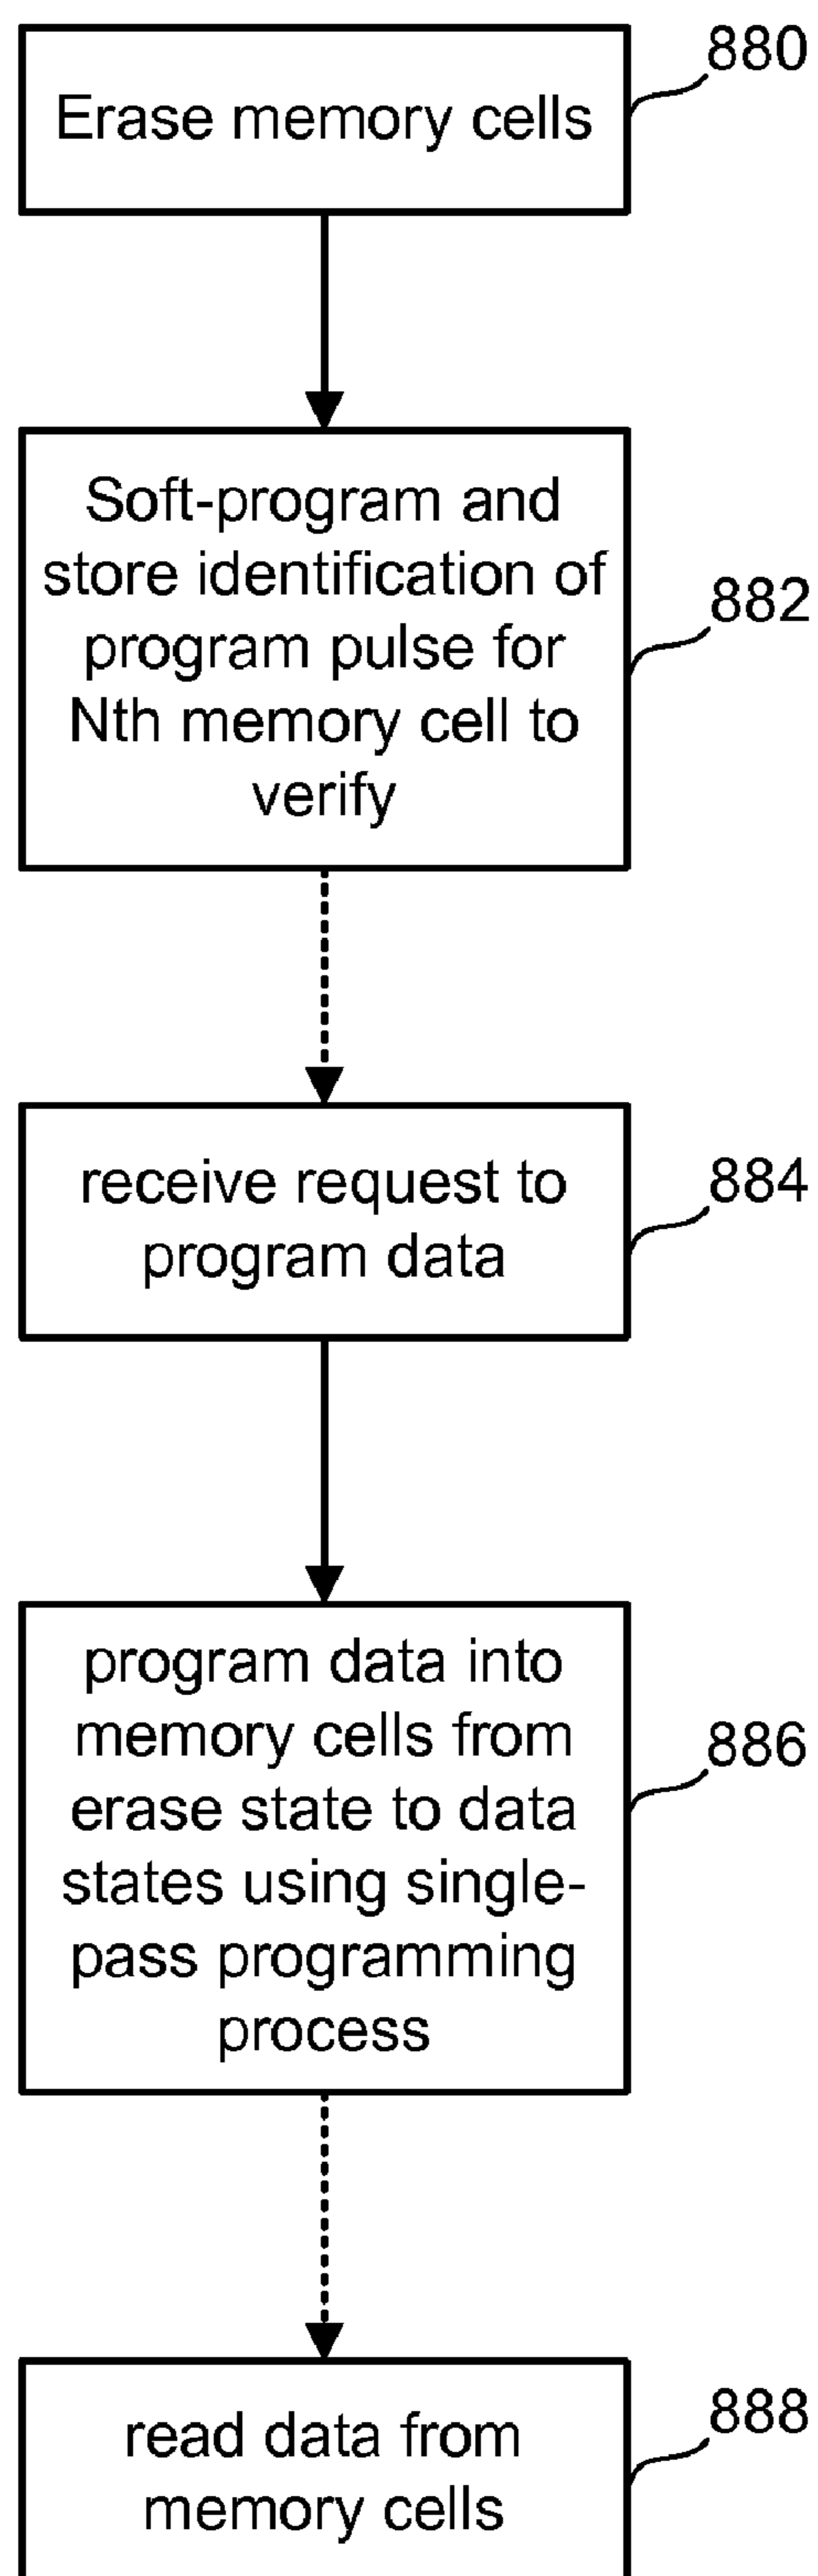 880
Erase memory cells
Soft-program and
store identification of
program pulse for
Nth memory cell to
verify
882
receive request to
program data
884
program data into
memory cells from
erase state to data
states using single-
pass programming
process
886
read data from
memory cells
888